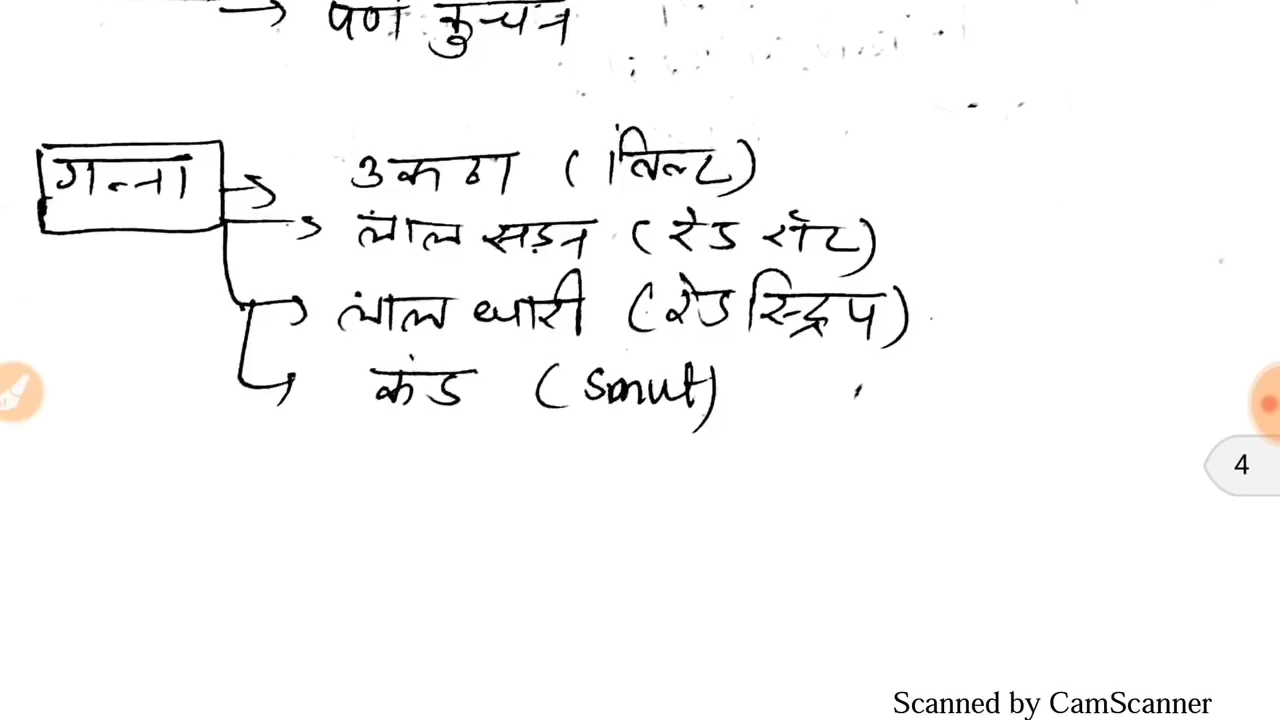 → पर्ण कुन्चन
गन्ना → उकठा (विल्ट)
→ लाल सड़न (रेड रॉट)
→ लाल धारी (रेड स्ट्रिप)
→ कंड (Smut)
4
Scanned by CamScanner